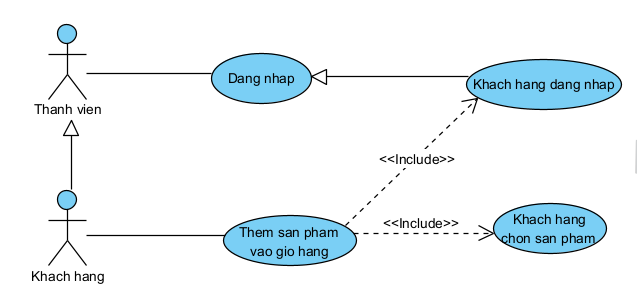 Thanh vien
Dang nhap
Khach hang dang nhap
<<Include>>
<<Include>>
Khach hang
Them san pham
vao gio hang
Khach hang
chon san pham